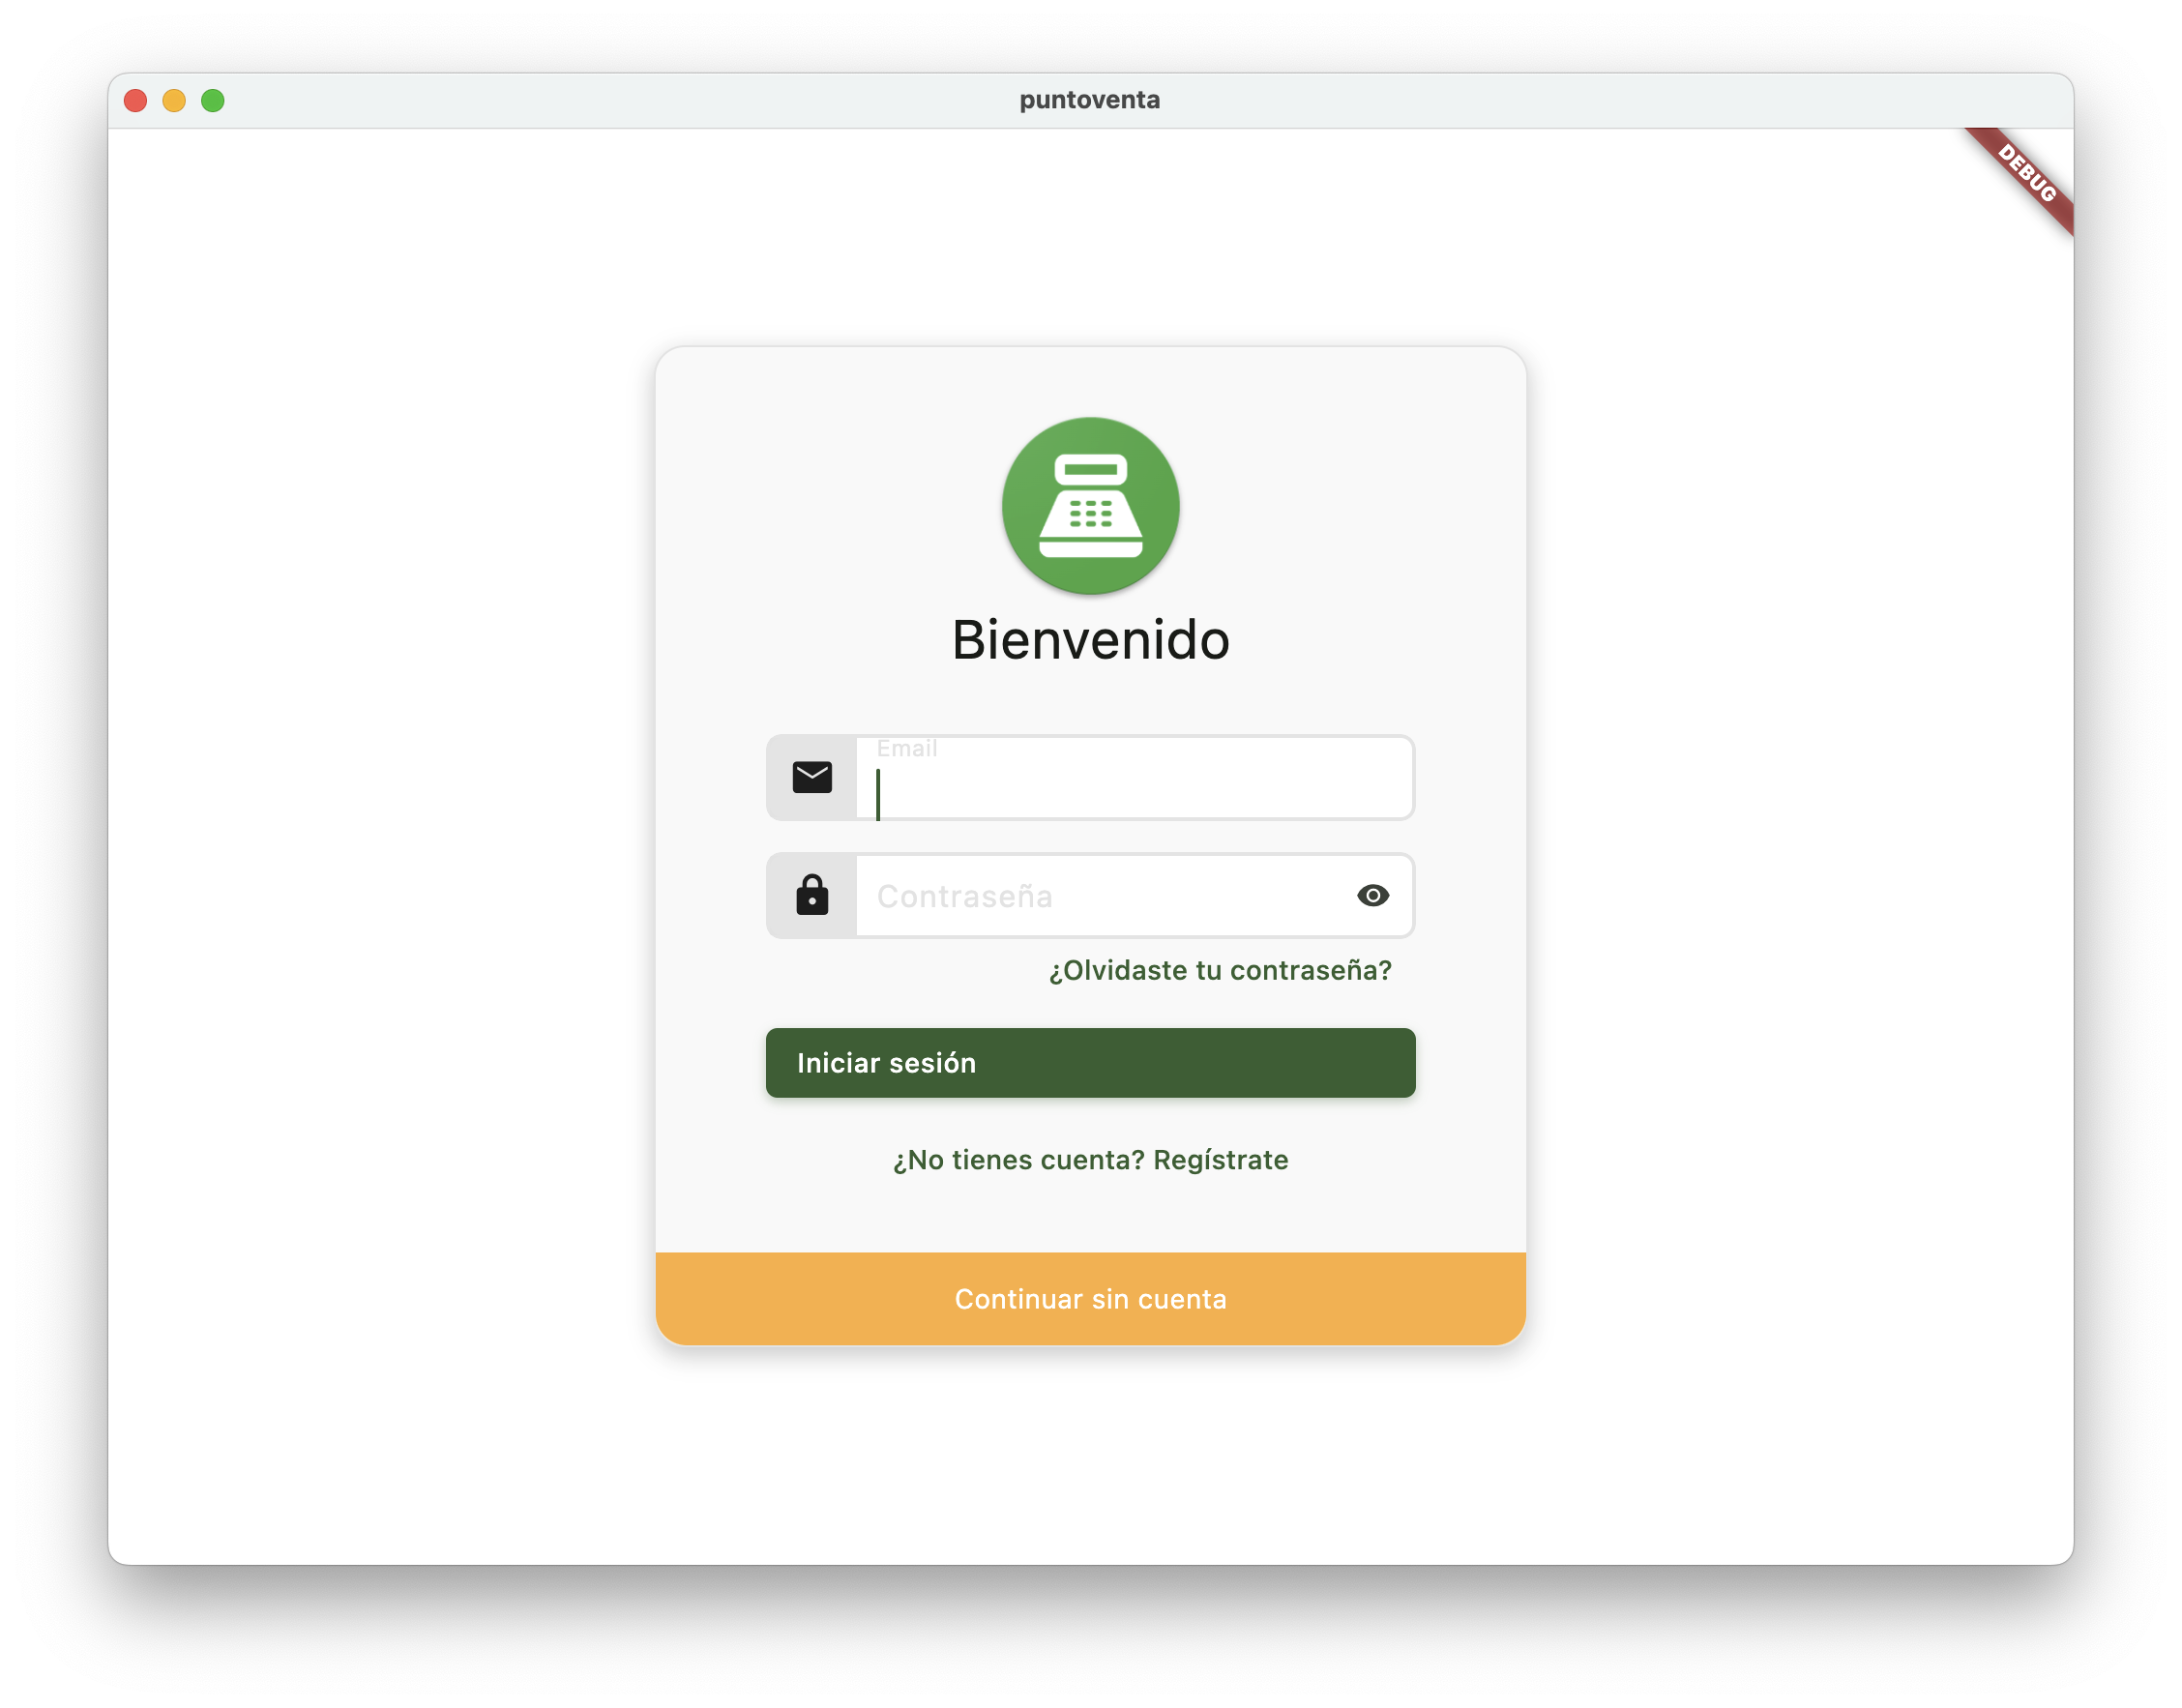 puntoventa
DEBUG
Bienvenido
Email
Contraseña
¿Olvidaste tu contraseña?
Iniciar sesión
¿No tienes cuenta? Regístrate
Continuar sin cuenta